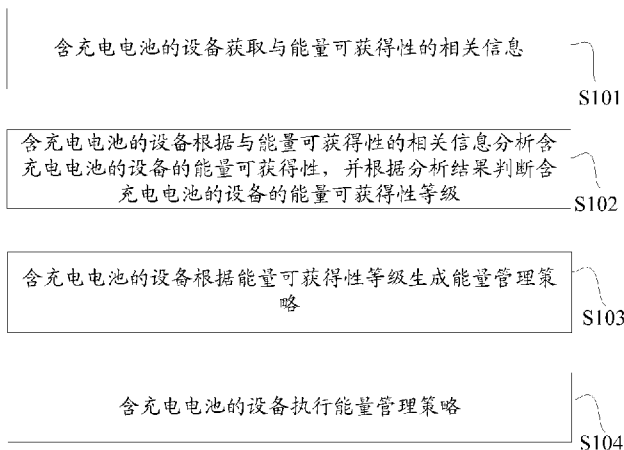 含充电电池的设备获取与能量可获得性的相关信息
S101
含充电电池的设备根据与能量可获得性的相关信息分析含
充电电池的设备的能量可获得性，并根据分析结果判断含
充电电池的设备的能量可获得性等级
S102
含充电电池的设备根据能量可获得性等级生成能量管理策
略
S103
含充电电池的设备执行能量管理策略
S104